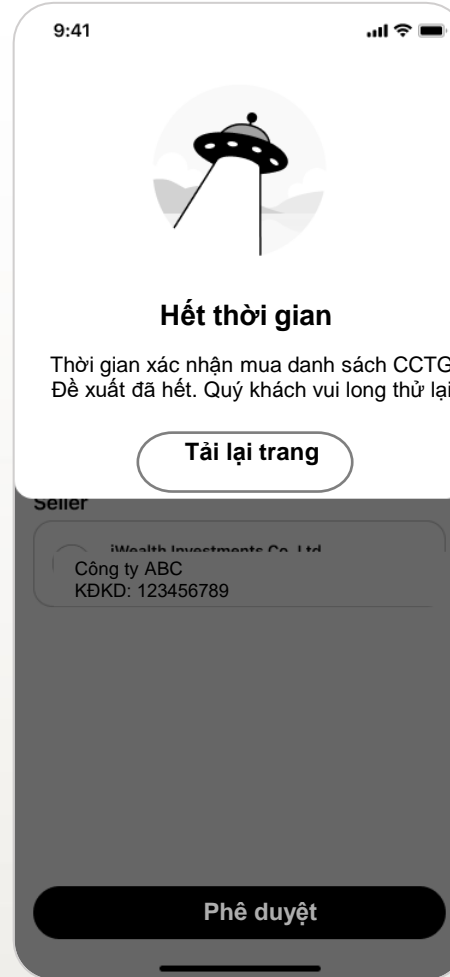 9:41
Hết thời gian
Thời gian xác nhận mua danh sách CCTG
Đề xuất đã hết. Quý khách vui long thử lại
Tải lại trang
Seller
iWealth Investments Co. Ltd
Công ty ABC
KĐKD: 123456789
Phê duyệt